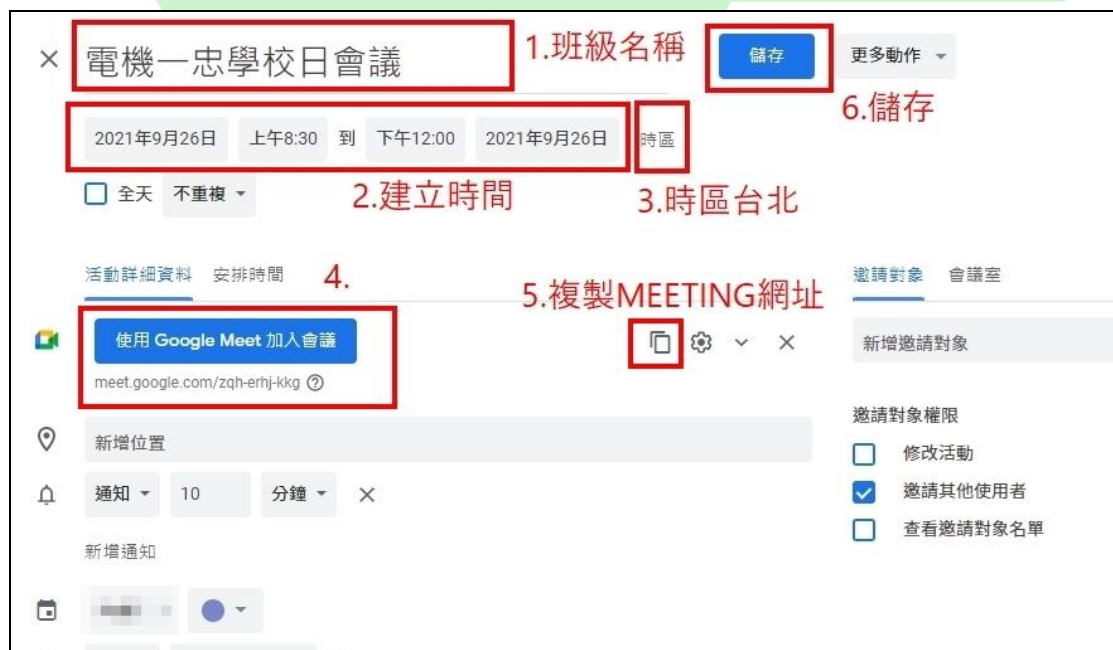 電機一忠學校日會議 1.班級名稱 儲存 更多動作
6.儲存
2021年9月26日 上午8:30 到 下午12:00 2021年9月26日 時區
全天 不重複 2.建立時間 3.時區台北
活動詳細資料 安排時間 4. 邀請對象 會議室
5.複製MEETING網址
使用 Google Meet 加入會議 新增邀請對象
meet.google.com/zqh-erhj-kkg
邀請對象權限
新增位置 修改活動
通知 10 分鐘 邀請其他使用者
查看邀請對象名單
新增通知